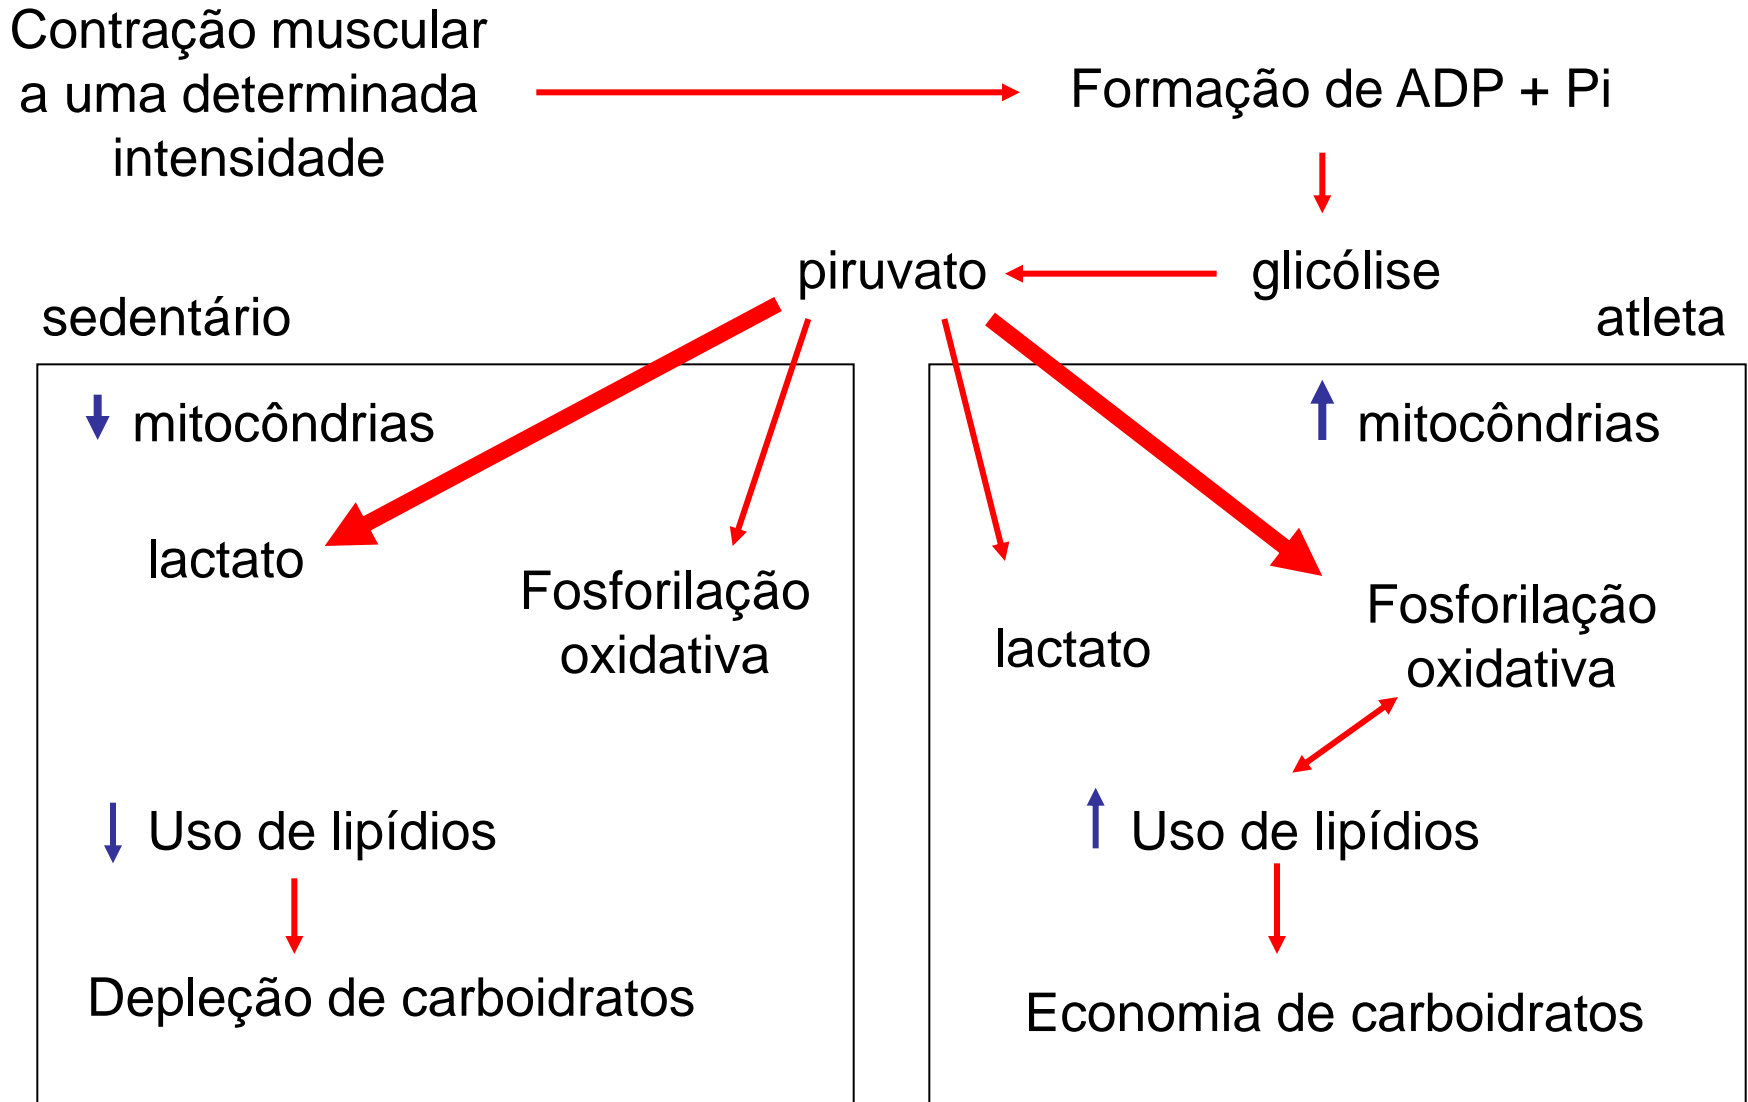 Contração muscular
a uma determinada
intensidade
Formação de ADP + Pi
glicólise
piruvato
sedentário
mitocôndrias
lactato
Fosforilação
oxidativa
Uso de lipídios
Depleção de carboidratos
atleta
mitocôndrias
lactato
Fosforilação
oxidativa
Uso de lipídios
Economia de carboidratos